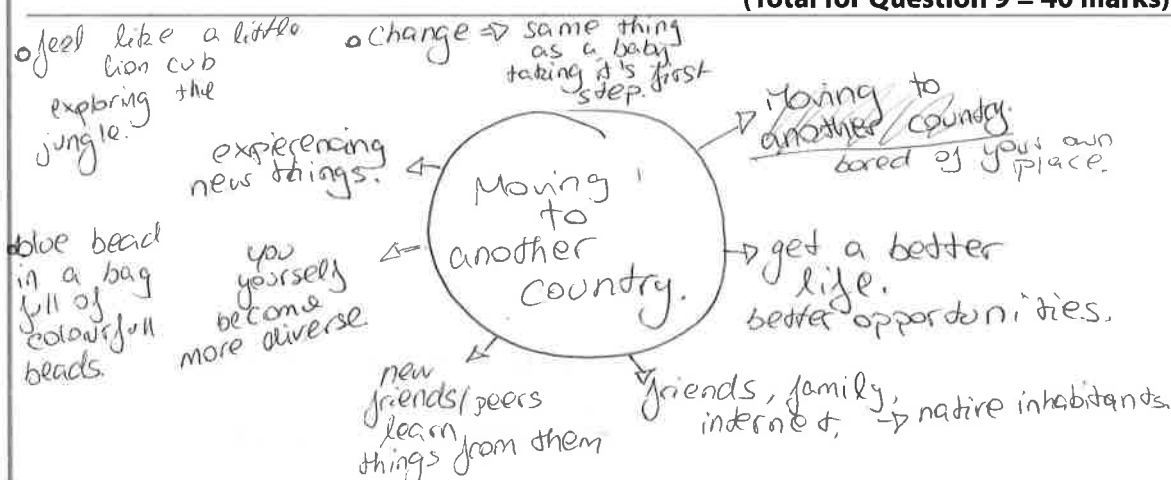 (Total for Question 9 = 40 marks)
o feel like a little
lion cub
exploring the
jungle.
o Change => same thing
as a baby
taking it's first
step.
Moving to
another country.
bored of your own
place.
experencing
new things.
Moving
to
another
country.
blue bead
in a bag
full of
colourfull
beads.
you
yourself
become
more diverse
get a better
life.
better opportunities.
new
friends/peers
learn
things from them
friends, family,
internet, → native inhabitants.